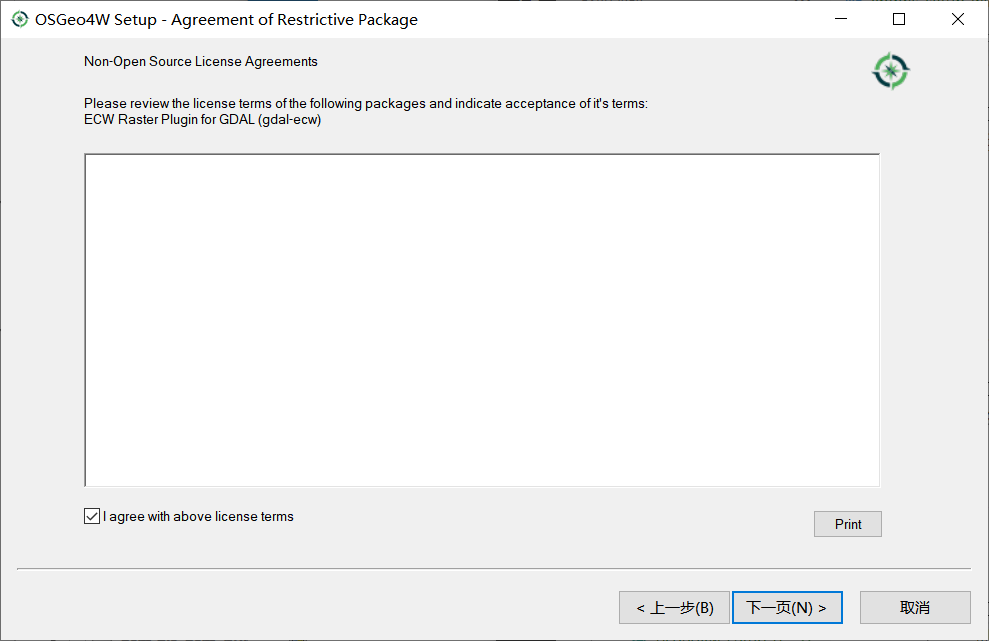 OSGeo4W Setup - Agreement of Restrictive Package
Non-Open Source License Agreements
Please review the license terms of the following packages and indicate acceptance of it's terms:
ECW Raster Plugin for GDAL (gdal-ecw)
I agree with above license terms
Print
< 上一步(B)
下一页(N) >
取消